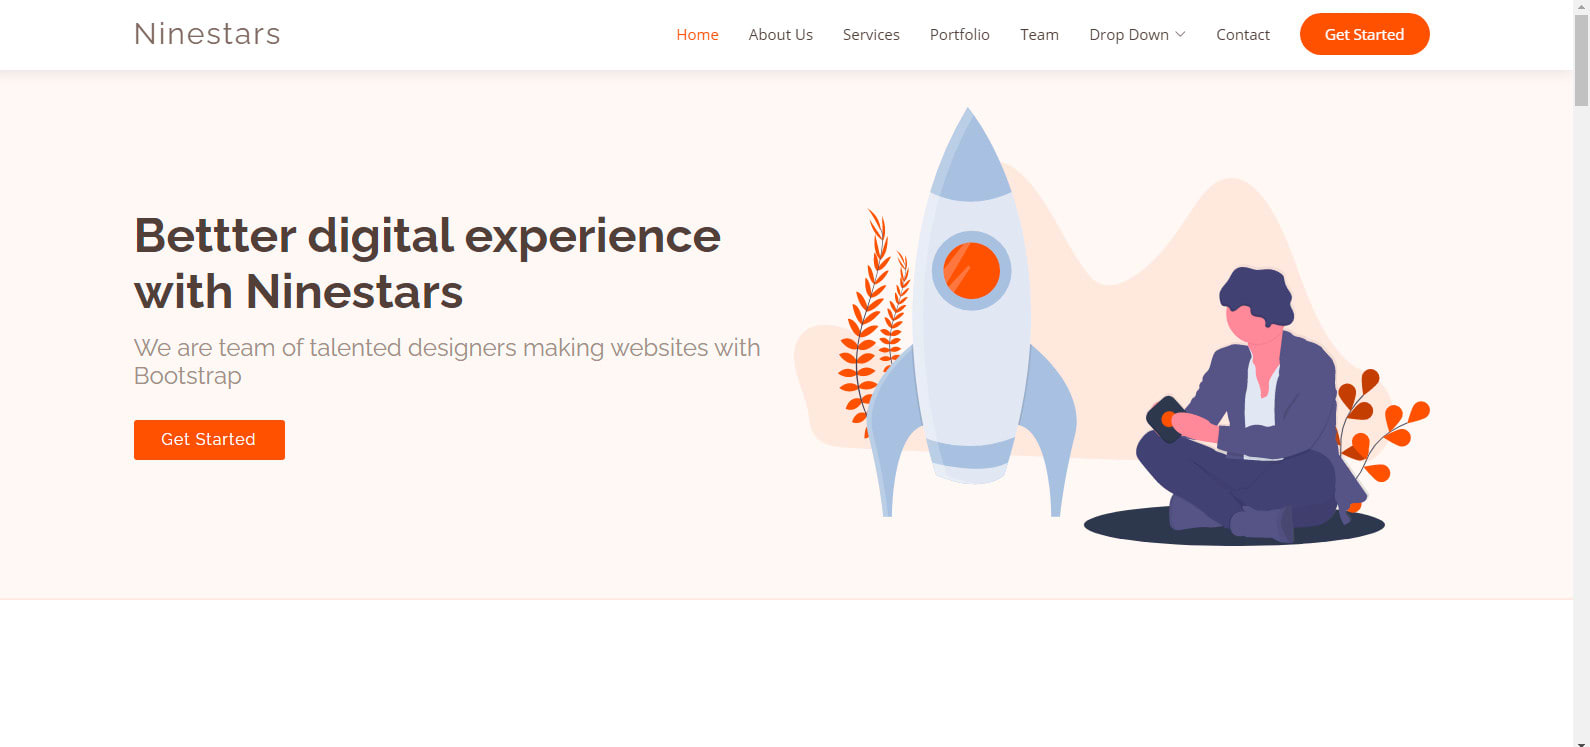 Ninestars
Home About Us Services Portfolio Team Drop Down Contact Get Started
Bettter digital experience
with Ninestars
We are team of talented designers making websites with
Bootstrap
Get Started